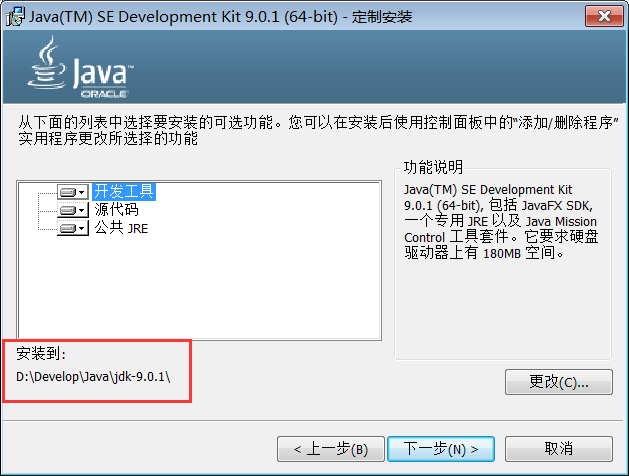 Java(TM) SE Development Kit 9.0.1 (64-bit) - 定制安装
Java™
ORACLE
从下面的列表中选择要安装的可选功能。您可以在安装后使用控制面板中的“添加/删除程序”
实用程序更改所选择的功能
开发工具
源代码
公共 JRE
功能说明
Java(TM) SE Development Kit
9.0.1 (64-bit), 包括 JavaFX SDK,
一个专用 JRE 以及 Java Mission
Control 工具套件。它要求硬盘
驱动器上有 180MB 空间。
安装到:
D:\Develop\Java\jdk-9.0.1\
更改(C)...
< 上一步(B)
下一步(N) >
取消